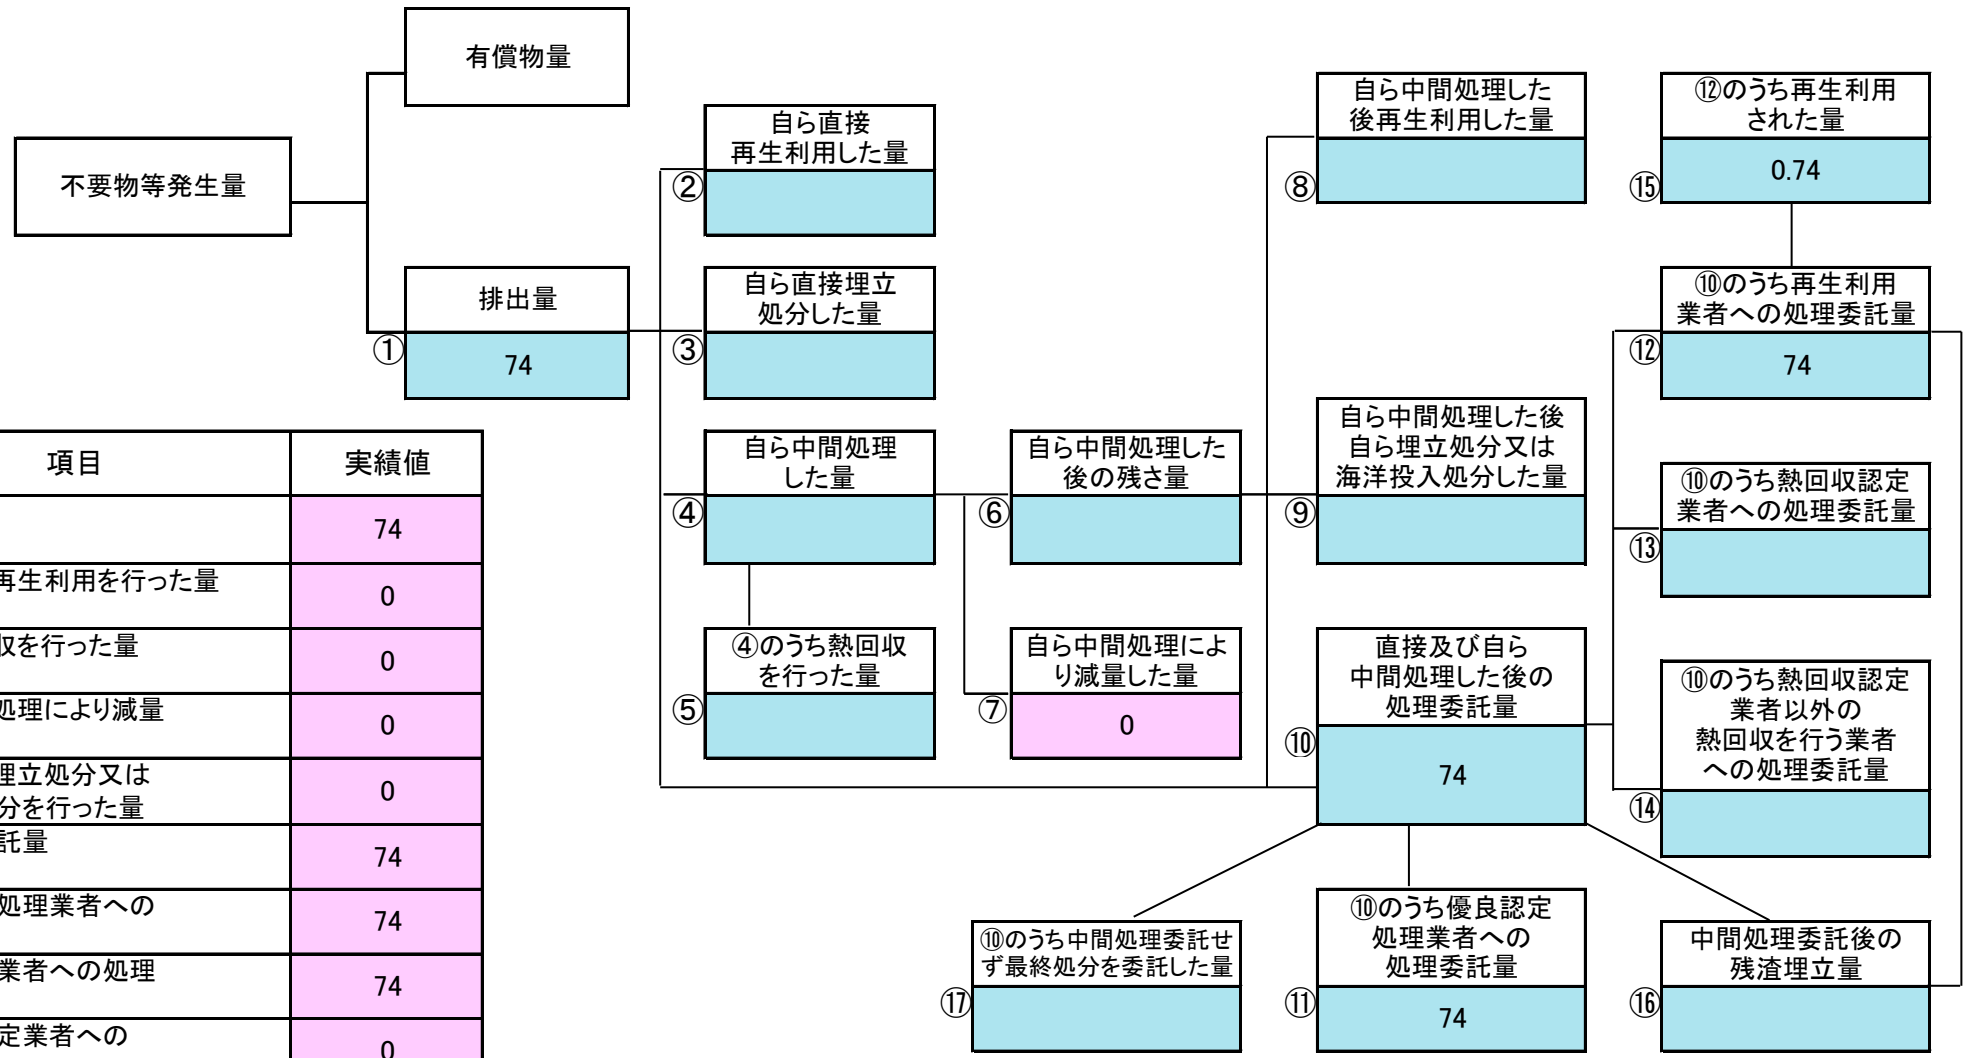 有償物量
不要物等発生量
排出量
①
74
自ら直接
再生利用した量
②
自ら直接埋立
処分した量
③
自ら中間処理
した量
④
④のうち熱回収
を行った量
⑤
自ら中間処理した
後の残さ量
⑥
自ら中間処理によ
り減量した量
⑦
0
自ら中間処理した
後再生利用した量
⑧
自ら中間処理した後
自ら埋立処分又は
海洋投入処分した量
⑨
直接及び自ら
中間処理した後の
処理委託量
⑩
74
⑫のうち再生利用
された量
⑮
0.74
⑩のうち再生利用
業者への処理委託量
⑫
74
⑩のうち熱回収認定
業者への処理委託量
⑬
⑩のうち熱回収認定
業者以外の
熱回収を行う業者
への処理委託量
⑭
⑩のうち中間処理委託せ
ず最終処分を委託した量
⑰
⑩のうち優良認定
処理業者への
処理委託量
⑪
74
中間処理委託後の
残渣埋立量
⑯
項目 実績値
74
再生利用を行った量
0
収を行った量
0
処理により減量
0
埋立処分又は
分を行った量
0
託量
74
処理業者への
74
業者への処理
74
定業者への
0